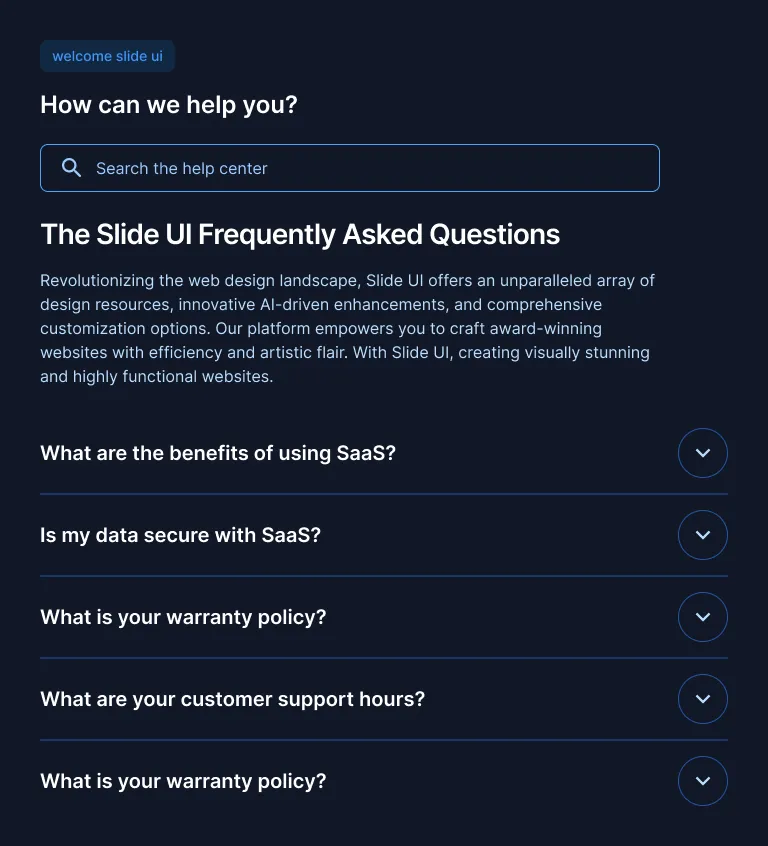 welcome slide ui
How can we help you?
Search the help center
The Slide UI Frequently Asked Questions
Revolutionizing the web design landscape, Slide UI offers an unparalleled array of
design resources, innovative AI-driven enhancements, and comprehensive
customization options. Our platform empowers you to craft award-winning
websites with efficiency and artistic flair. With Slide UI, creating visually stunning
and highly functional websites.
What are the benefits of using SaaS?
Is my data secure with SaaS?
What is your warranty policy?
What are your customer support hours?
What is your warranty policy?